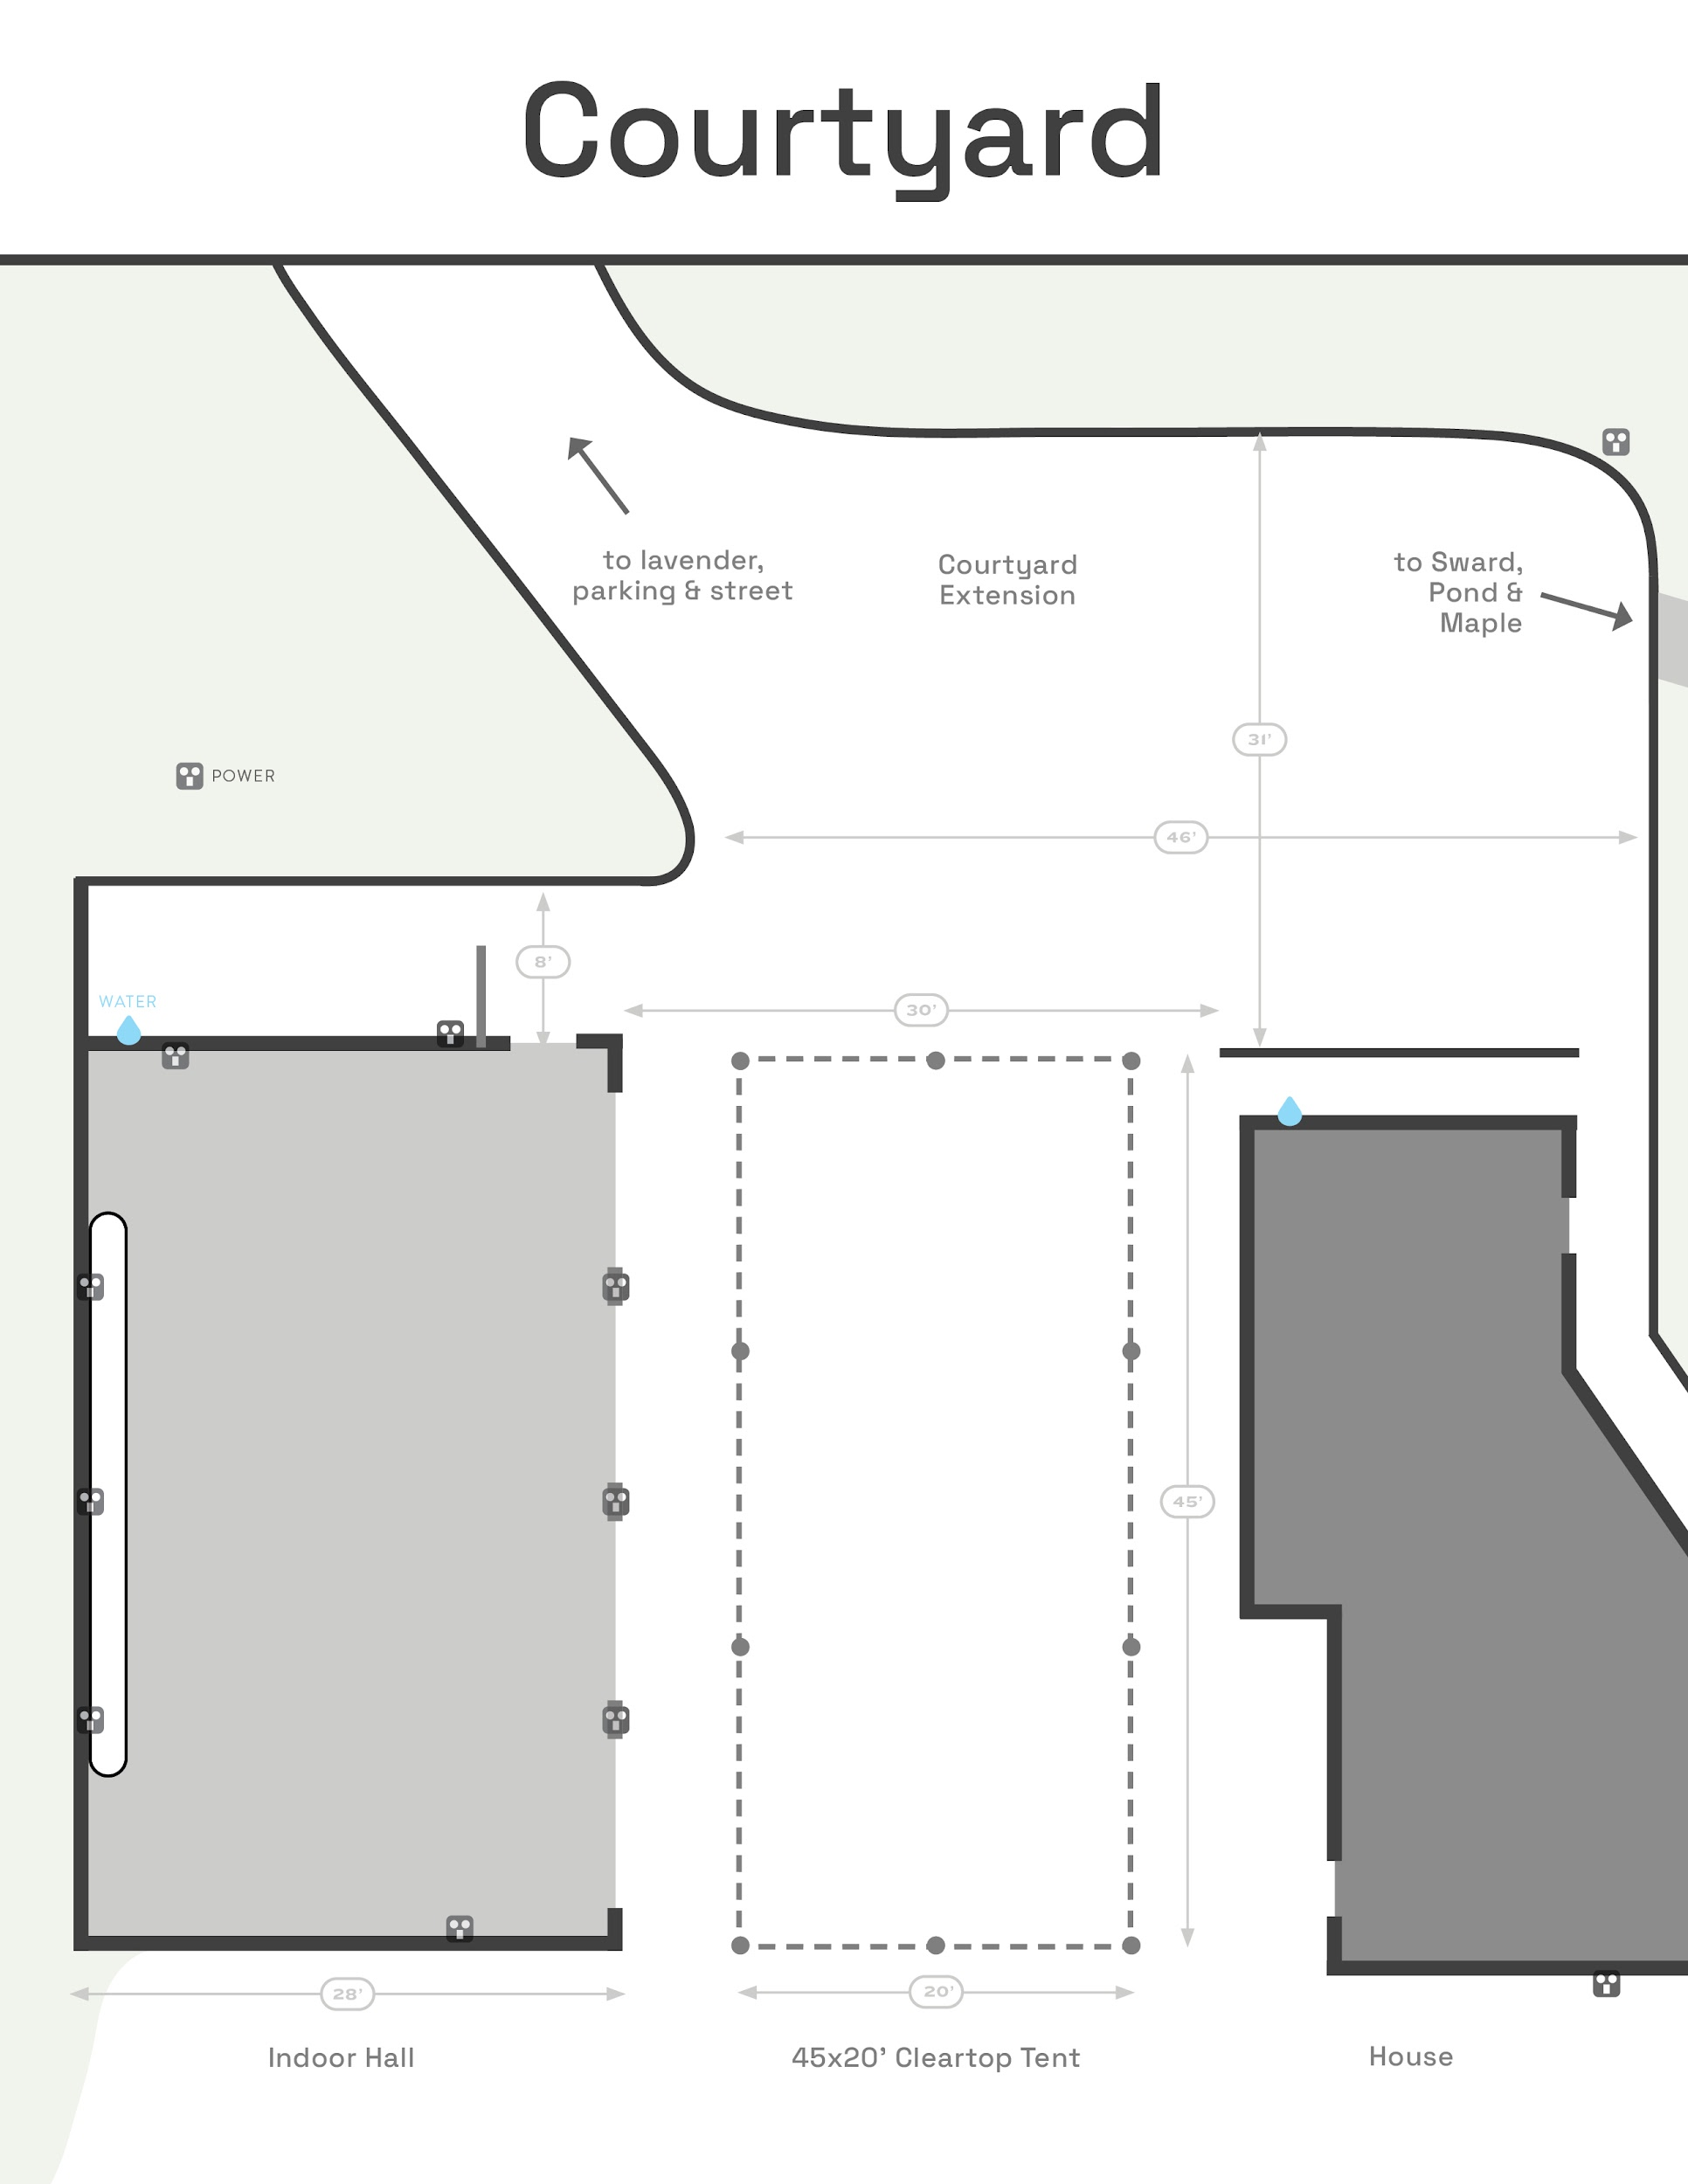 Courtyard
to lavender,
parking & street
Courtyard
Extension
to Sward,
Pond &
Maple
31'
POWER
46'
8'
WATER
30'
45'
28'
20'
Indoor Hall
45x20' Cleartop Tent
House